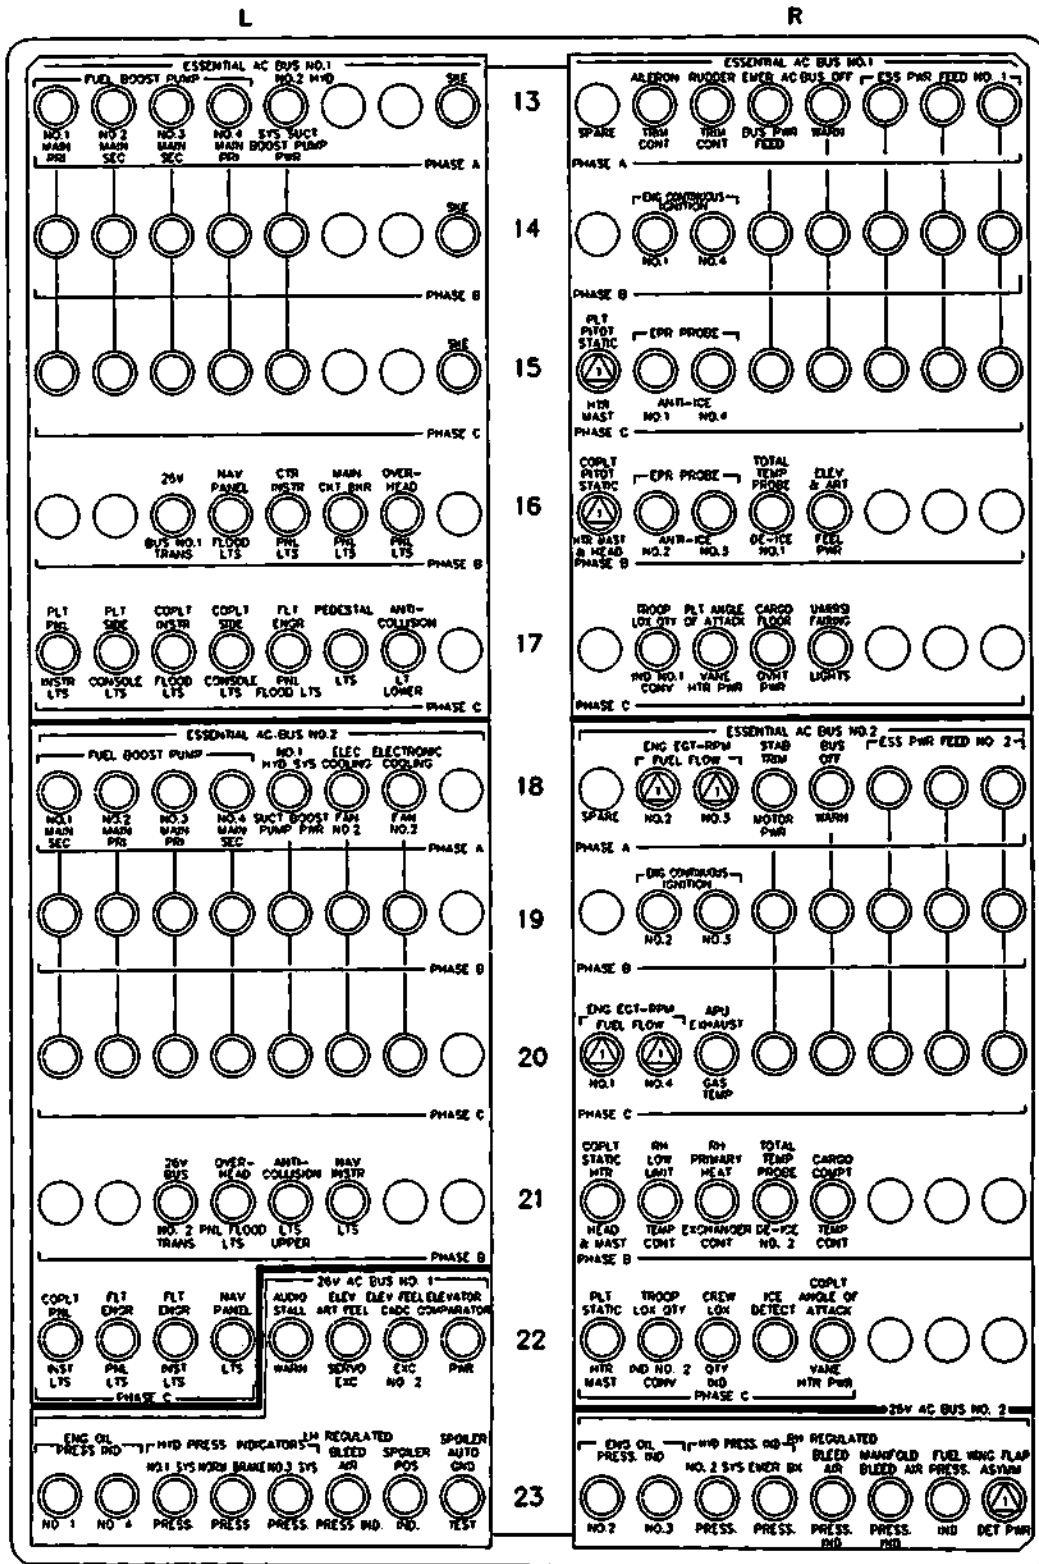 L
R
ESSENTIAL AC BUS NO.1
FUEL BOOST PUMP
NO.2 HYD
SKE
NO.1 MAIN PRI
NO.2 MAIN SEC
NO.3 MAIN SEC
NO.4 MAIN PRI
SYS SUCT BOOST PUMP PWR
PHASE A
13
ESSENTIAL AC BUS NO.1
AILERON
RUDDER
EMER AC BUS OFF
ESS PWR FEED NO. 1
SPARE
TRIM CONT
TRIM CONT
BUS PWR FEED
WARN
PHASE A
SKE
PHASE B
14
ENG CONTINUOUS IGNITION
NO.1
NO.4
PHASE B
SKE
PHASE C
15
PLT PITOT STATIC
EPR PROBE
1
HTR MAST
ANTI-ICE
NO.1
NO.4
PHASE C
26V
NAV PANEL
CTR INSTR
MAIN CKT BKR
OVER-HEAD
BUS NO.1 TRANS
FLOOD LTS
PNL LTS
PNL LTS
PNL LTS
PHASE B
16
COPLT PITOT STATIC
EPR PROBE
TOTAL TEMP PROBE
ELEV & ART
1
HTR MAST & HEAD
ANTI-ICE
NO.2
NO.3
DE-ICE NO.1
FEEL PWR
PHASE B
PLT PNL
PLT SIDE
COPLT INSTR
COPLT SIDE
FLT ENGR
PEDESTAL
ANTI-COLLISION
INSTR LTS
CONSOLE LTS
FLOOD LTS
CONSOLE LTS
PNL FLOOD LTS
LTS
LT LOWER
PHASE C
17
TROOP LOX QTY
PLT ANGLE OF ATTACK
CARGO FLOOR
FAIRING
IND NO.1 CONV
VANE HTR PWR
OVHT PWR
LIGHTS
PHASE C
ESSENTIAL AC BUS NO.2
FUEL BOOST PUMP
NO.1 HYD SYS
ELEC COOLING
ELECTRONIC COOLING
NO.1 MAIN SEC
NO.2 MAIN PRI
NO.3 MAIN PRI
NO.4 MAIN SEC
SUCT BOOST PUMP PWR
FAN NO.2
FAN NO.2
PHASE A
18
ESSENTIAL AC BUS NO.2
ENG EGT-RPM
FUEL FLOW
STAB TRIM
BUS OFF
ESS PWR FEED NO 2
1
1
SPARE
NO.2
NO.3
MOTOR PWR
WARN
PHASE A
PHASE B
19
ENG CONTINUOUS IGNITION
NO.2
NO.3
PHASE B
PHASE C
20
ENG EGT-RPM
FUEL FLOW
APU EXHAUST
1
NO.1
NO.4
GAS TEMP
PHASE C
26V BUS
OVER-HEAD
ANTI-COLLISION
NAV INSTR
NO. 2 TRANS
PNL FLOOD LTS
LTS UPPER
LTS
PHASE B
21
COPLT STATIC HTR
RH LOW LIMIT
RH PRIMARY HEAT
TOTAL TEMP PROBE
CARGO COMPT
HEAD & MAST
TEMP CONT
EXCHANGER CONT
DE-ICE NO. 2
TEMP CONT
PHASE B
26V AC BUS NO. 1
COPLT PNL
FLT ENGR
FLT ENGR
NAV PANEL
AUDIO STALL
ELEV ART FEEL
ELEV FEEL CADC
ELEVATOR COMPARATOR
INST LTS
PNL LTS
INST LTS
LTS
WARN
SERVO EXC
EXC NO 2
PWR
PHASE C
22
PLT STATIC
TROOP LOX QTY
CREW LOX
ICE DETECT
COPLT ANGLE OF ATTACK
HTR MAST
IND NO. 2 CONV
QTY IND
VANE HTR PWR
PHASE C
ENG OIL PRESS IND
HYD PRESS INDICATORS
LH REGULATED BLEED AIR
SPOILER POS
SPOILER AUTO GND
NO.1 SYS
NORM BRAKE
NO.3 SYS
NO 1
NO 4
PRESS.
PRESS
PRESS.
PRESS IND.
IND.
TEST
23
26V AC BUS NO. 2
ENG OIL PRESS. IND
HYD PRESS. IND
RH REGULATED BLEED AIR
MANIFOLD BLEED AIR
FUEL PRESS.
WING FLAP ASYMM
NO. 2 SYS
EMER BK
1
NO.2
NO.3
PRESS.
PRESS.
PRESS. IND
PRESS. IND
IND
DET PWR